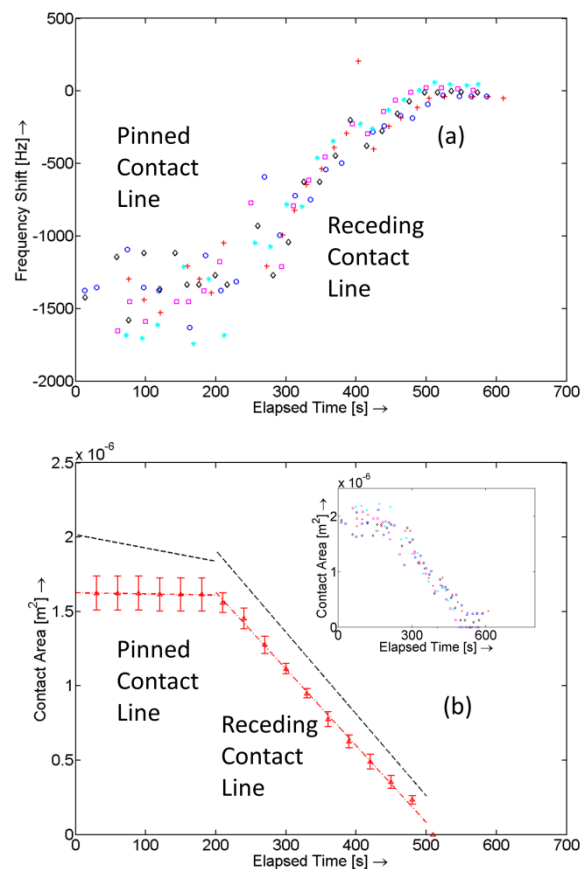 500
0
-500
-1000
-1500
-2000
Frequency Shift [Hz] →
Pinned
Contact
Line
(a)
Receding
Contact
Line
0 100 200 300 400 500 600 700
Elapsed Time [s] →
x 10⁻⁶
2.5
2
1.5
1
0.5
0
Contact Area [m²] →
x 10⁻⁶
2
1
0
Contact Area [m²] →
0 300 600
Elapsed Time [s] →
Pinned
Contact
Line
(b)
Receding
Contact
Line
0 100 200 300 400 500 600 700
Elapsed Time [s] →